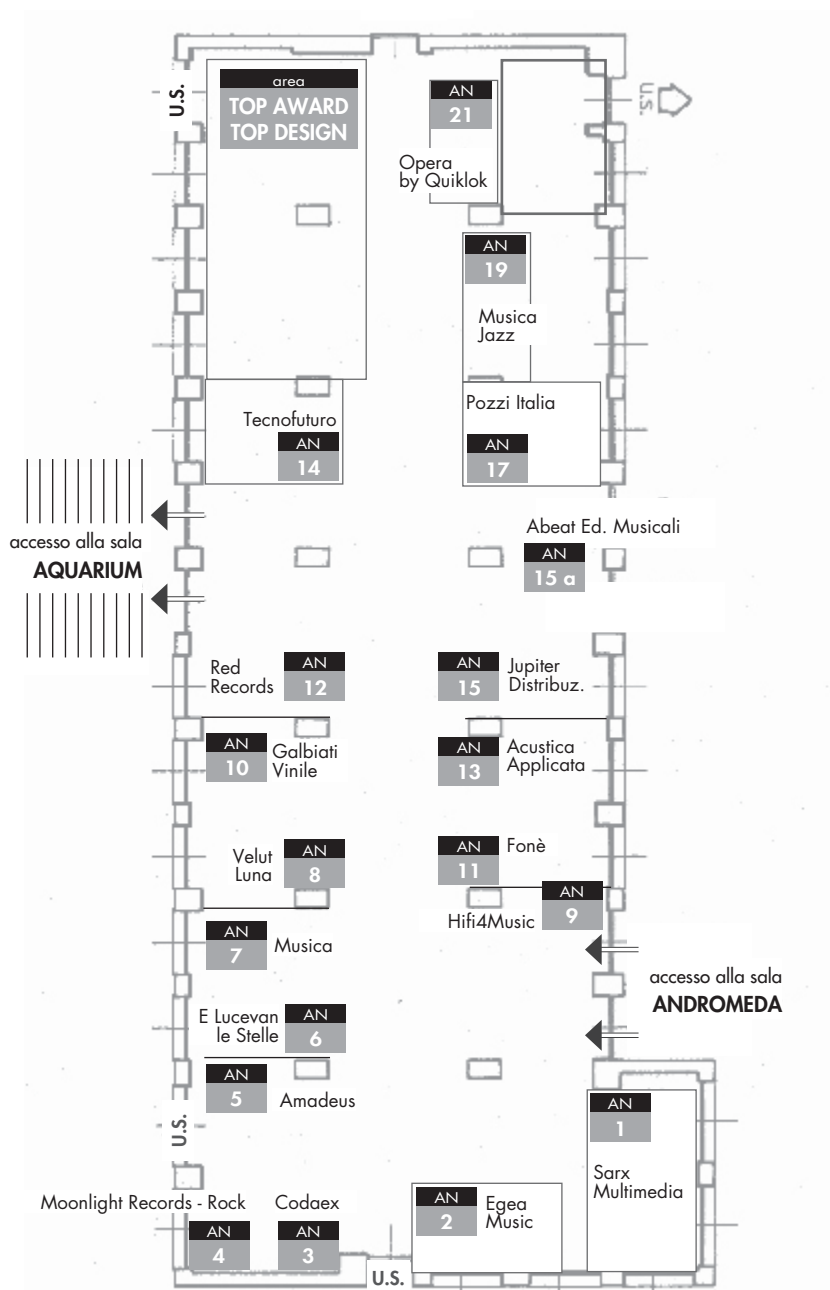 U.S.
area
TOP AWARD
TOP DESIGN
AN
21
Opera
by Quiklok
U.S.
AN
19
Musica
Jazz
Tecnofuturo
AN
14
Pozzi Italia
AN
17
accesso alla sala
AQUARIUM
Abeat Ed. Musicali
AN
15 a
Red
Records
AN
12
AN
15
Jupiter
Distribuz.
AN
10
Galbiati
Vinile
AN
13
Acustica
Applicata
Velut
Luna
AN
8
AN
11
Fonè
Hifi4Music
AN
9
AN
7
Musica
accesso alla sala
ANDROMEDA
E Lucevan
le Stelle
AN
6
AN
5
Amadeus
U.S.
AN
1
Sarx
Multimedia
Moonlight Records - Rock
AN
4
Codaex
AN
3
AN
2
Egea
Music
U.S.